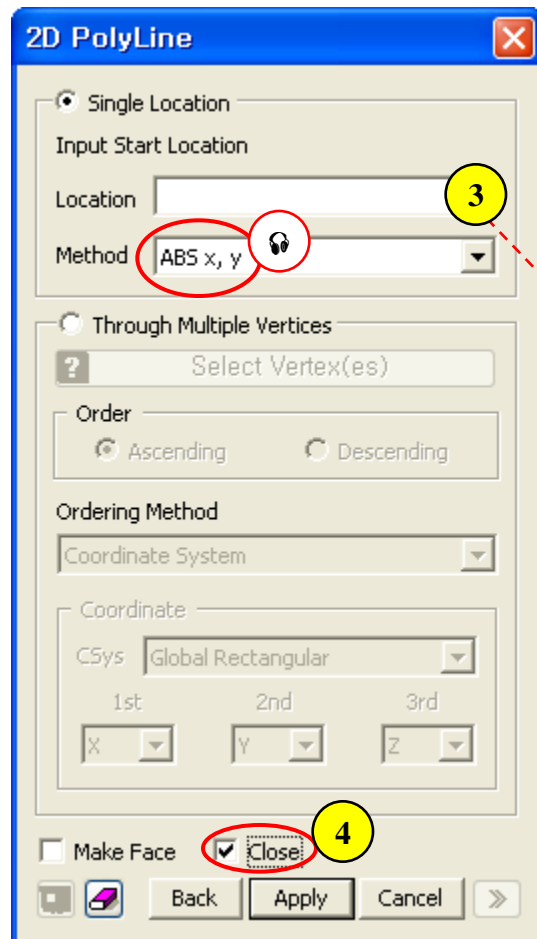 2D PolyLine
Single Location
Input Start Location
Location
3
Method ABS x, y
Through Multiple Vertices
? Select Vertex(es)
Order
Ascending Descending
Ordering Method
Coordinate System
Coordinate
CSys Global Rectangular
1st 2nd 3rd
X Y Z
4
Make Face Close
Back Apply Cancel